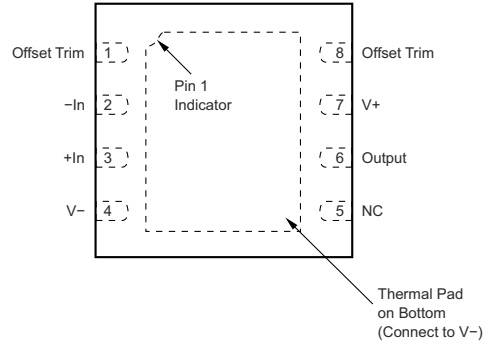 Offset Trim 1 8 Offset Trim
Pin 1
Indicator
−In 2 7 V+
+In 3 6 Output
V− 4 5 NC
Thermal Pad
on Bottom
(Connect to V−)